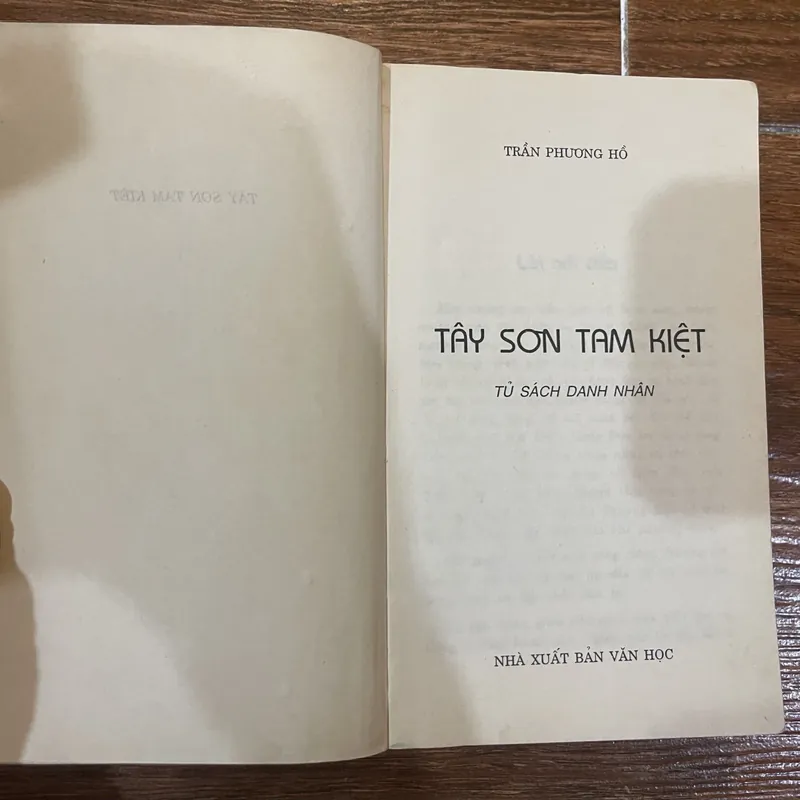 TÂY SƠN TAM KIỆT
TRẦN PHƯƠNG HỒ
TÂY SƠN TAM KIỆT
TỦ SÁCH DANH NHÂN
NHÀ XUẤT BẢN VĂN HỌC